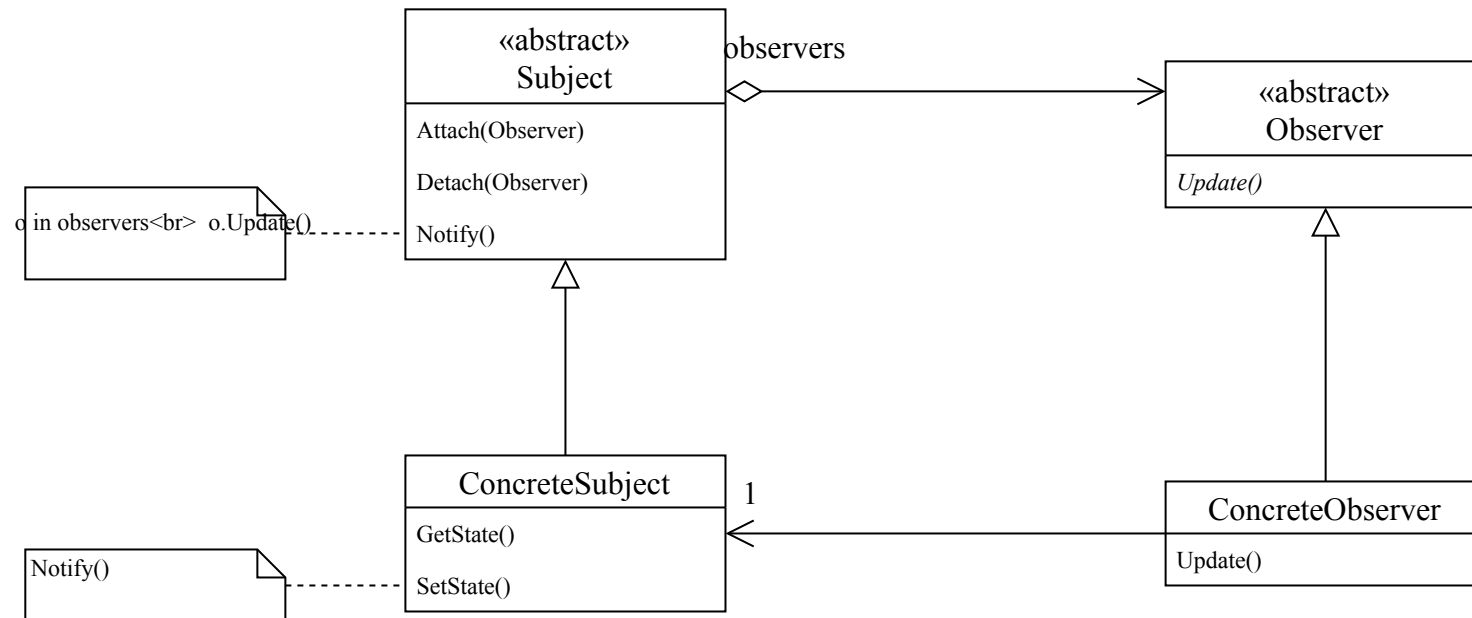 «abstract»
Subject
Attach(Observer)
Detach(Observer)
Notify()
observers
«abstract»
Observer
Update()
o in observers<br> o.Update()
ConcreteSubject
GetState()
SetState()
1
ConcreteObserver
Update()
Notify()